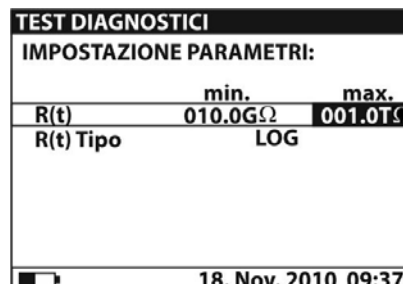 TEST DIAGNOSTICI
IMPOSTAZIONE PARAMETRI:
min. max.
R(t) 010.0GΩ 001.0TΩ
R(t) Tipo LOG
18. Nov. 2010 09:37